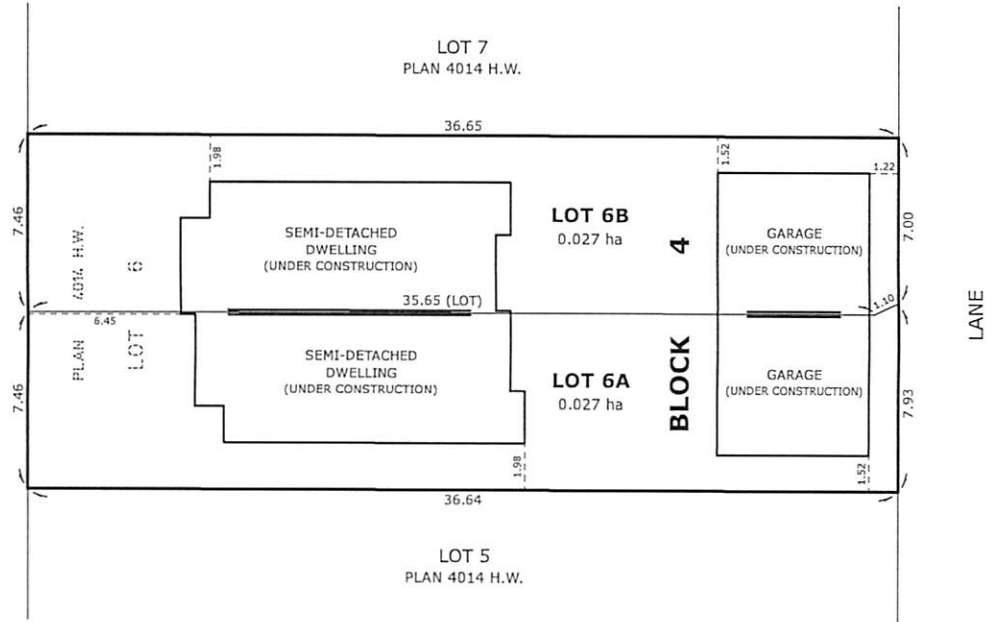 LOT 7
PLAN 4014 H.W.
36.65
1.98
1.52
1.22
7.46
PLAN 4014 H.W.
LOT 6
SEMI-DETACHED
DWELLING
(UNDER CONSTRUCTION)
LOT 6B
0.027 ha
BLOCK 4
GARAGE
(UNDER CONSTRUCTION)
7.00
35.65 (LOT)
6.45
1.10
LANE
7.46
SEMI-DETACHED
DWELLING
(UNDER CONSTRUCTION)
LOT 6A
0.027 ha
GARAGE
(UNDER CONSTRUCTION)
7.93
1.98
1.52
36.64
LOT 5
PLAN 4014 H.W.